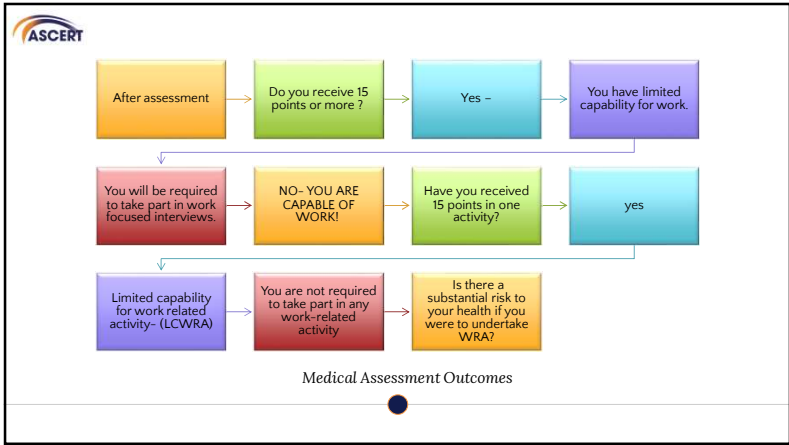 ASCERT
After assessment
Do you receive 15
points or more ?
Yes –
You have limited
capability for work.
You will be required
to take part in work
focused interviews.
NO- YOU ARE
CAPABLE OF
WORK!
Have you received
15 points in one
activity?
yes
Limited capability
for work related
activity– (LCWRA)
You are not required
to take part in any
work-related
activity
Is there a
substantial risk to
your health if you
were to undertake
WRA?
Medical Assessment Outcomes